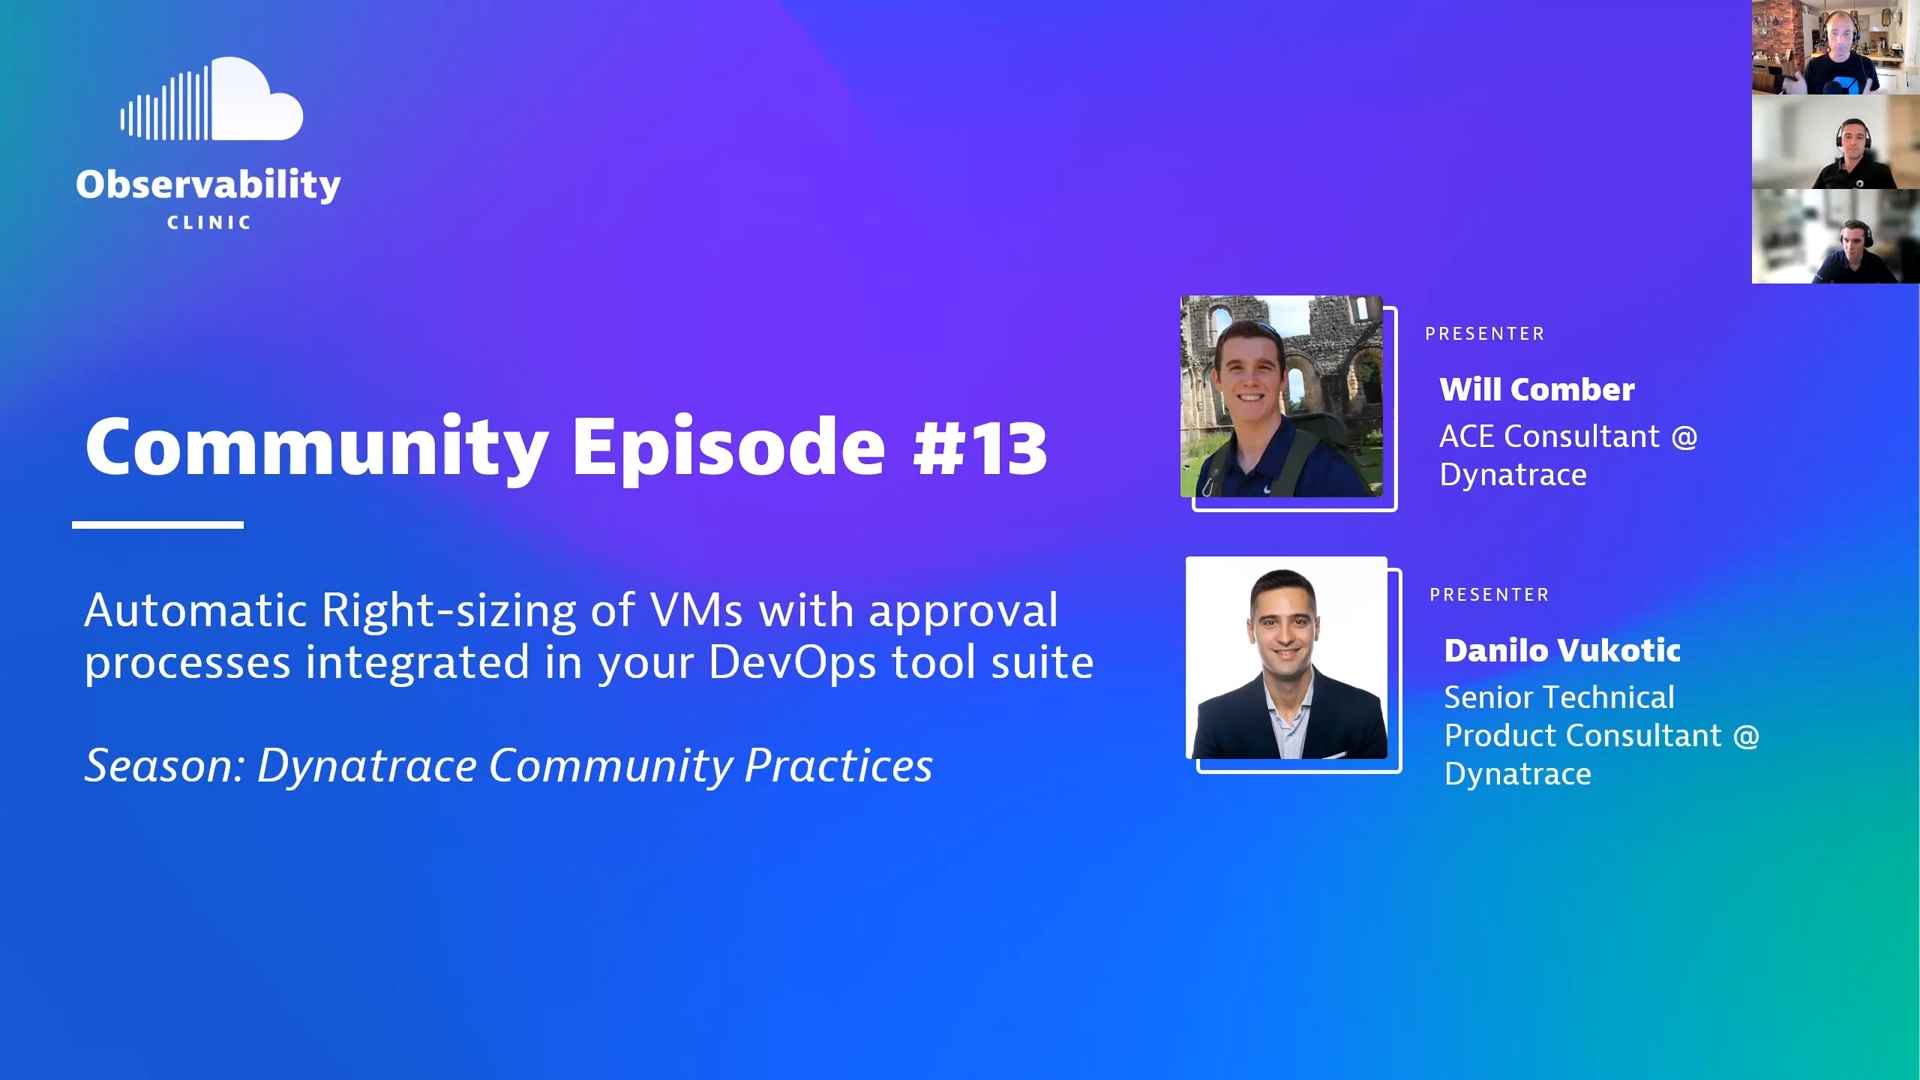 Observability
CLINIC
Community Episode #13
Automatic Right-sizing of VMs with approval
processes integrated in your DevOps tool suite
Season: Dynatrace Community Practices
PRESENTER
Will Comber
ACE Consultant @
Dynatrace
PRESENTER
Danilo Vukotic
Senior Technical
Product Consultant @
Dynatrace